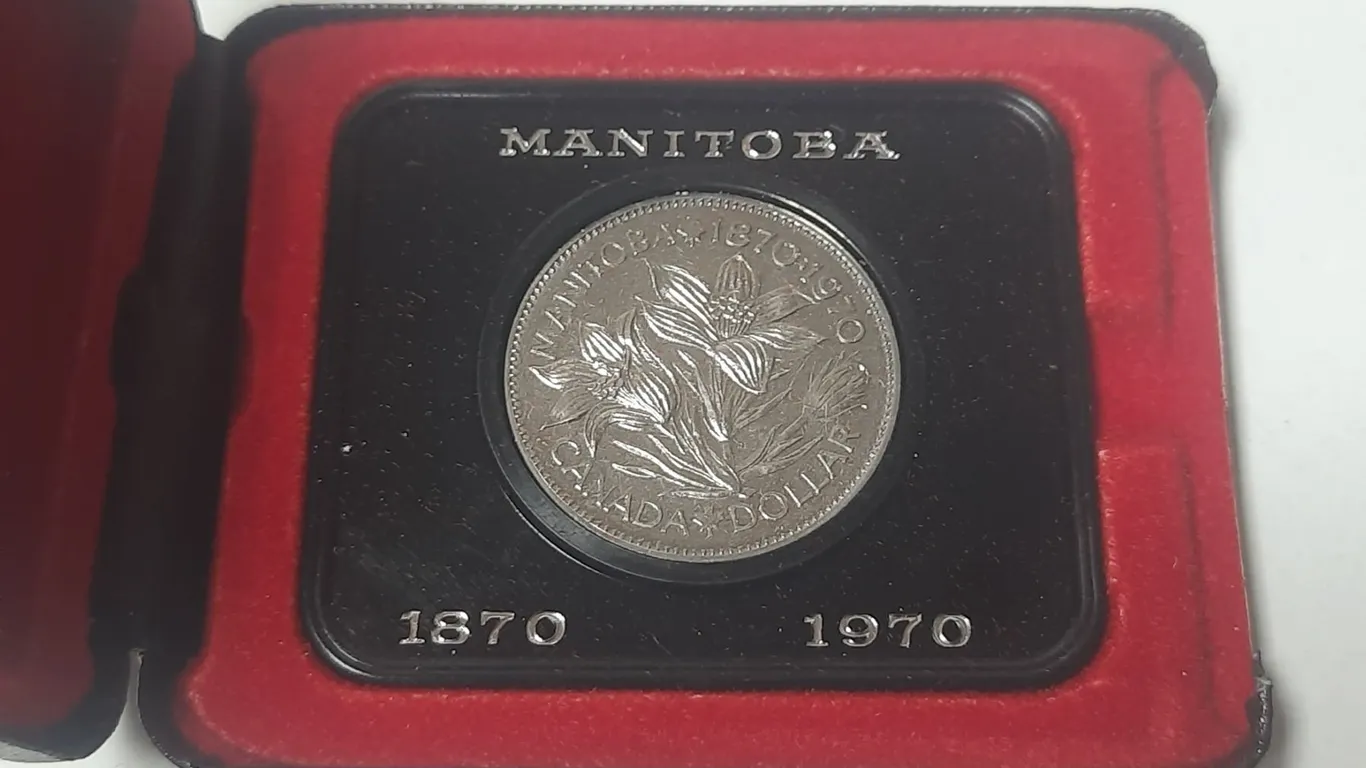 MANITOBA
MANITOBA 1870·1970
CANADA DOLLAR
1870 1970